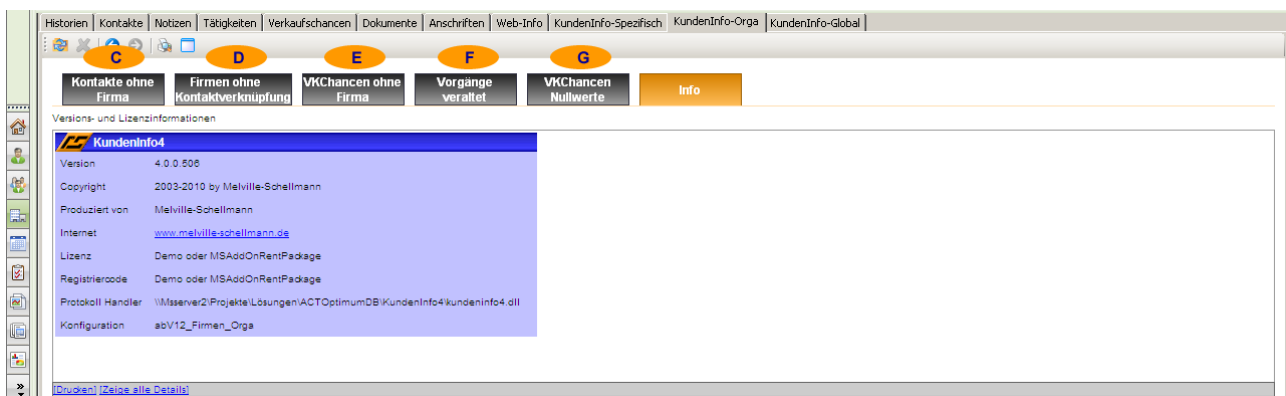 Historien Kontakte Notizen Tätigkeiten Verkaufschancen Dokumente Anschriften Web-Info KundenInfo-Spezifisch KundenInfo-Orga KundenInfo-Global
C D E F G
Kontakte ohne Firmen ohne VKChancen ohne Vorgänge VKChancen Info
Firma Kontaktverknüpfung Firma veraltet Nullwerte
Versions- und Lizenzinformationen
KundenInfo4
Version 4.0.0.506
Copyright 2003-2010 by Melville-Schellmann
Produziert von Melville-Schellmann
Internet www.melville-schellmann.de
Lizenz Demo oder MSAddOnRentPackage
Registriercode Demo oder MSAddOnRentPackage
Protokoll Handler \\Msserver2\Projekte\Lösungen\ACTOptimumDB\KundenInfo4\kundeninfo4.dll
Konfiguration abV12_Firmen_Orga
[Drucken] [Zeige alle Details]